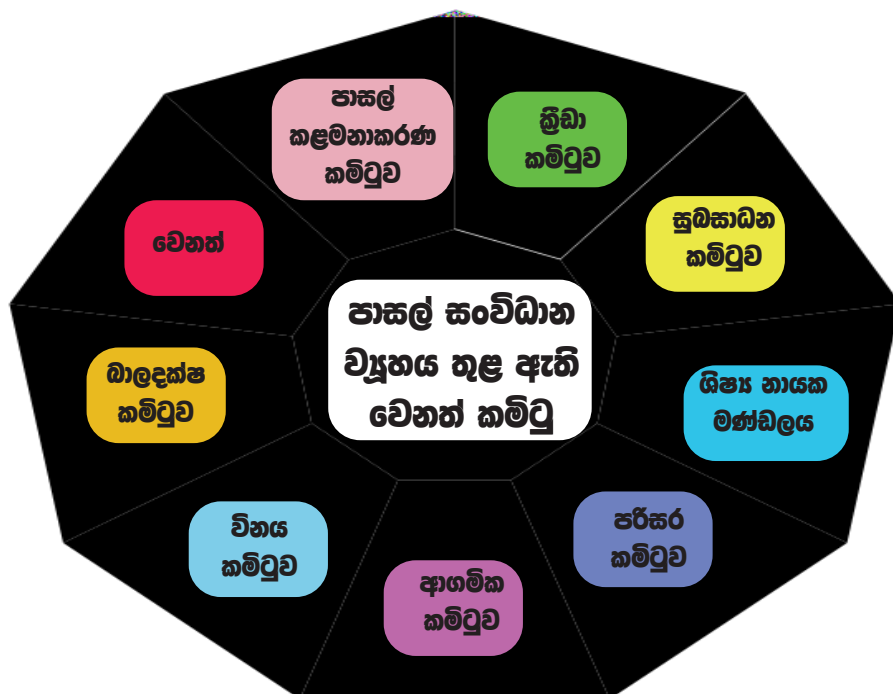 පාසල්
කළමනාකරණ
කමිටුව
ක්‍රීඩා
කමිටුව
සුබසාධන
කමිටුව
වෙනත්
පාසල් සංවිධාන
ව්‍යූහය තුළ ඇති
වෙනත් කමිටු
ශිෂ්‍ය නායක
මණ්ඩලය
බාලදක්ෂ
කමිටුව
පරිසර
කමිටුව
විනය
කමිටුව
ආගමික
කමිටුව